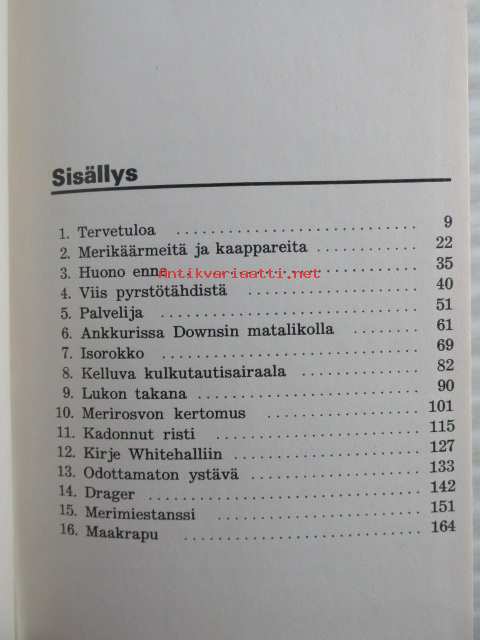 Sisällys
1. Tervetuloa 9
2. Merikäärmeitä ja kaappareita 22
3. Huono enne 35
Antikvariaatti.net
4. Viis pyrstötähdistä 40
5. Palvelija 51
6. Ankkurissa Downsin matalikolla 61
7. Isorokko 69
8. Kelluva kulkutautisairaala 82
9. Lukon takana 90
10. Merirosvon kertomus 101
11. Kadonnut risti 115
12. Kirje Whitehalliin 127
13. Odottamaton ystävä 133
14. Drager 142
15. Merimiestanssi 151
16. Maakrapu 164